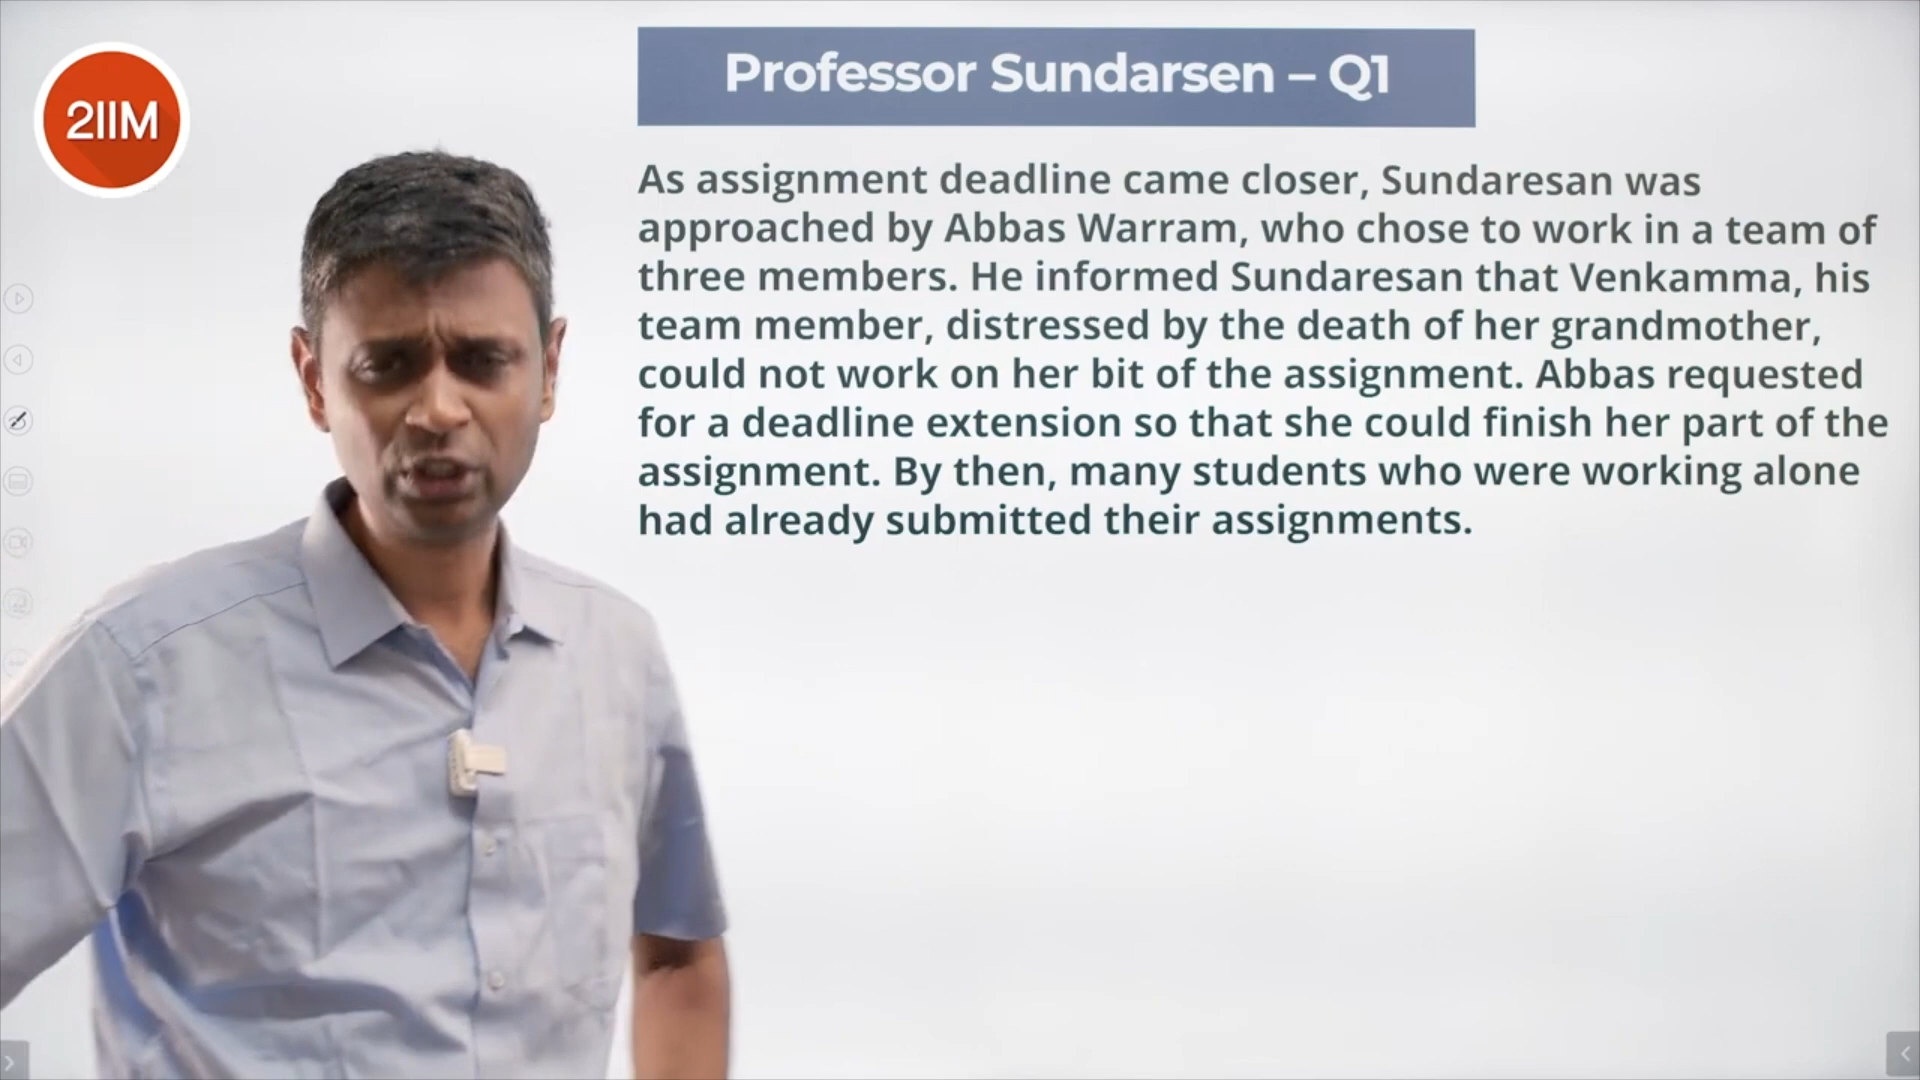 2IIM
Professor Sundarsen – Q1
As assignment deadline came closer, Sundaresan was
approached by Abbas Warram, who chose to work in a team of
three members. He informed Sundaresan that Venkamma, his
team member, distressed by the death of her grandmother,
could not work on her bit of the assignment. Abbas requested
for a deadline extension so that she could finish her part of the
assignment. By then, many students who were working alone
had already submitted their assignments.